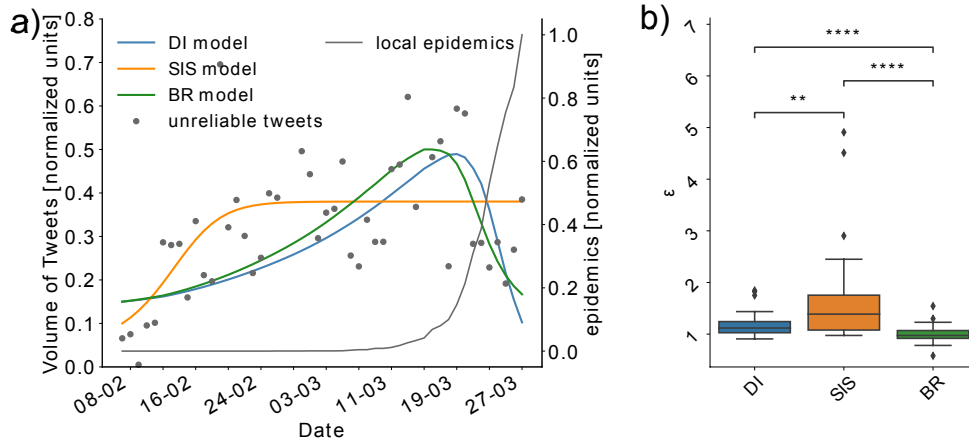 a)
Volume of Tweets [normalized units]
0.8
0.7
0.6
0.5
0.4
0.3
0.2
0.1
0.0
DI model
SIS model
BR model
unreliable tweets
local epidemics
1.0
0.8
0.6
0.4
0.2
0.0
epidemics [normalized units]
08-02
16-02
24-02
03-03
11-03
19-03
27-03
Date
b)
ε
7
6
5
4
3
2
1
****
****
**
DI
SIS
BR